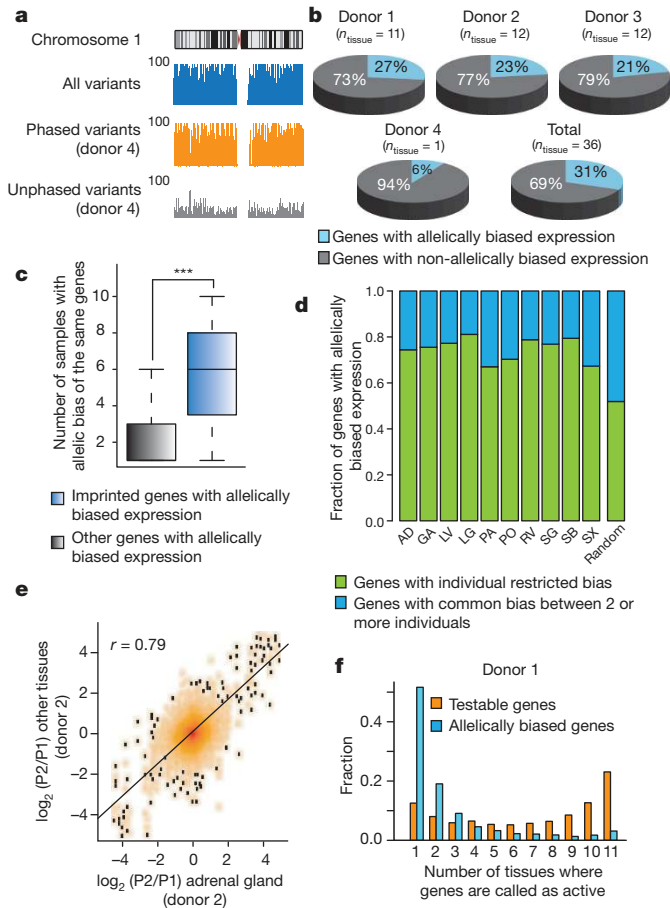 a
Chromosome 1
100
All variants
100
Phased variants
(donor 4)
100
Unphased variants
(donor 4)
b
Donor 1
(n tissue = 11)
27%
73%
Donor 2
(n tissue = 12)
23%
77%
Donor 3
(n tissue = 12)
21%
79%
Donor 4
(n tissue = 1)
6%
94%
Total
(n tissue = 36)
31%
69%
Genes with allelically biased expression
Genes with non-allelically biased expression
c
Number of samples with
allelic bias of the same genes
10
8
6
4
2
***
Imprinted genes with allelically
biased expression
Other genes with allelically
biased expression
d
Fraction of genes with allelically
biased expression
1.0
0.8
0.6
0.4
0.2
0.0
AD
GA
LV
LG
PA
PO
RV
SG
SB
SX
Random
Genes with individual restricted bias
Genes with common bias between 2 or
more individuals
e
r = 0.79
log2 (P2/P1) other tissues
(donor 2)
4
2
0
−2
−4
−4
−2
0
2
4
log2 (P2/P1) adrenal gland
(donor 2)
f
Donor 1
Testable genes
Allelically biased genes
Fraction
0.4
0.2
0.0
1 2 3 4 5 6 7 8 9 10 11
Number of tissues where
genes are called as active